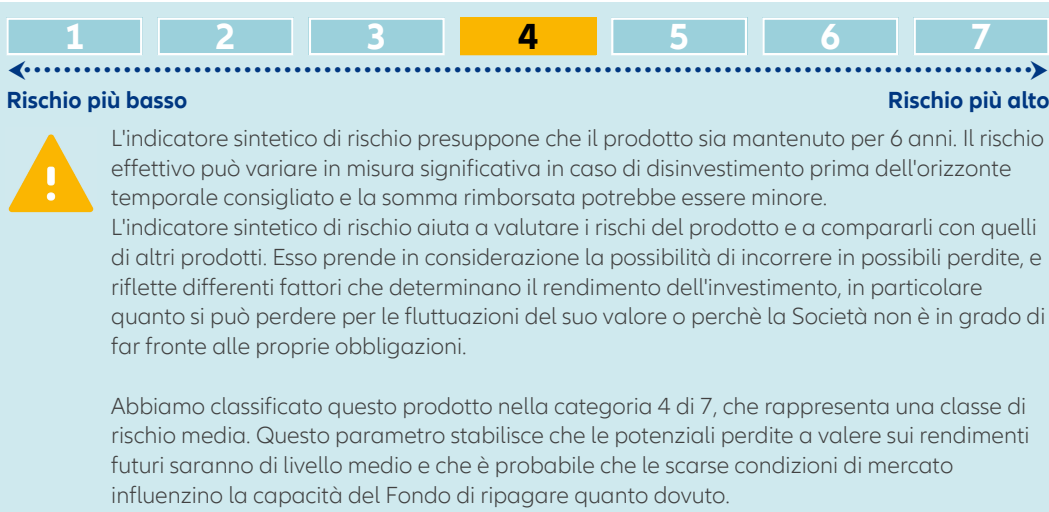 1 2 3 4 5 6 7
Rischio più basso Rischio più alto
L'indicatore sintetico di rischio presuppone che il prodotto sia mantenuto per 6 anni. Il rischio
effettivo può variare in misura significativa in caso di disinvestimento prima dell'orizzonte
temporale consigliato e la somma rimborsata potrebbe essere minore.
L'indicatore sintetico di rischio aiuta a valutare i rischi del prodotto e a compararli con quelli
di altri prodotti. Esso prende in considerazione la possibilità di incorrere in possibili perdite, e
riflette differenti fattori che determinano il rendimento dell'investimento, in particolare
quanto si può perdere per le fluttuazioni del suo valore o perchè la Società non è in grado di
far fronte alle proprie obbligazioni.
Abbiamo classificato questo prodotto nella categoria 4 di 7, che rappresenta una classe di
rischio media. Questo parametro stabilisce che le potenziali perdite a valere sui rendimenti
futuri saranno di livello medio e che è probabile che le scarse condizioni di mercato
influenzino la capacità del Fondo di ripagare quanto dovuto.